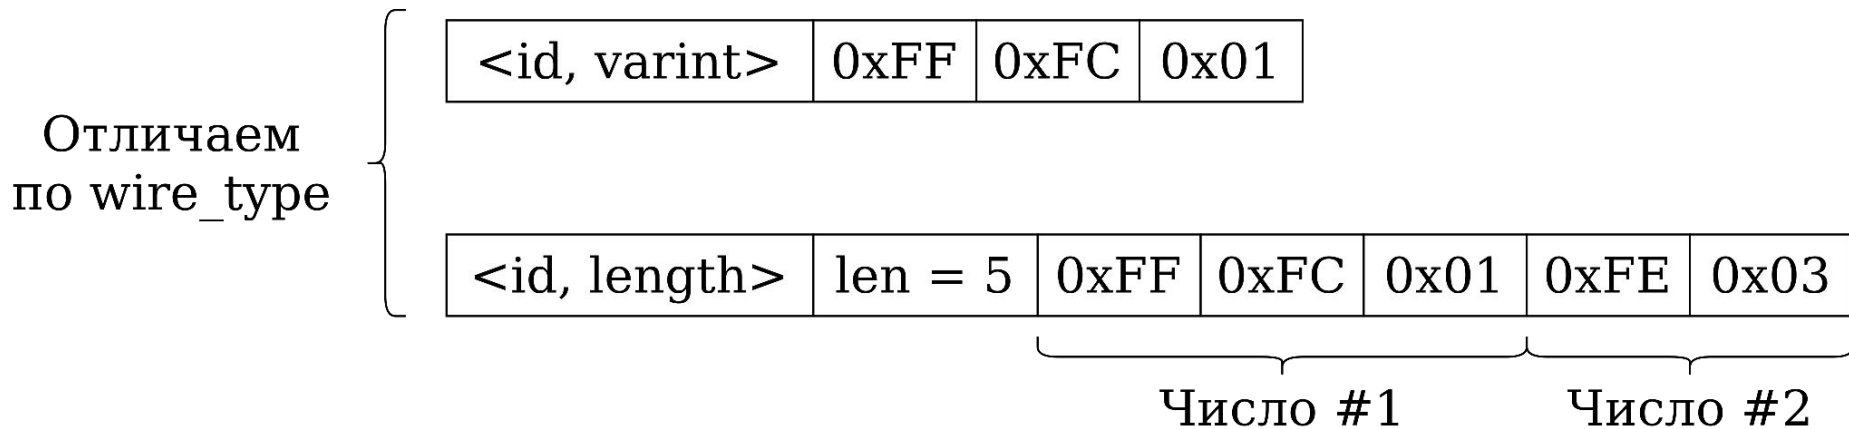 <id, varint> 0xFF 0xFC 0x01
Отличаем
по wire_type
<id, length> len = 5 0xFF 0xFC 0x01 0xFE 0x03
Число #1 Число #2